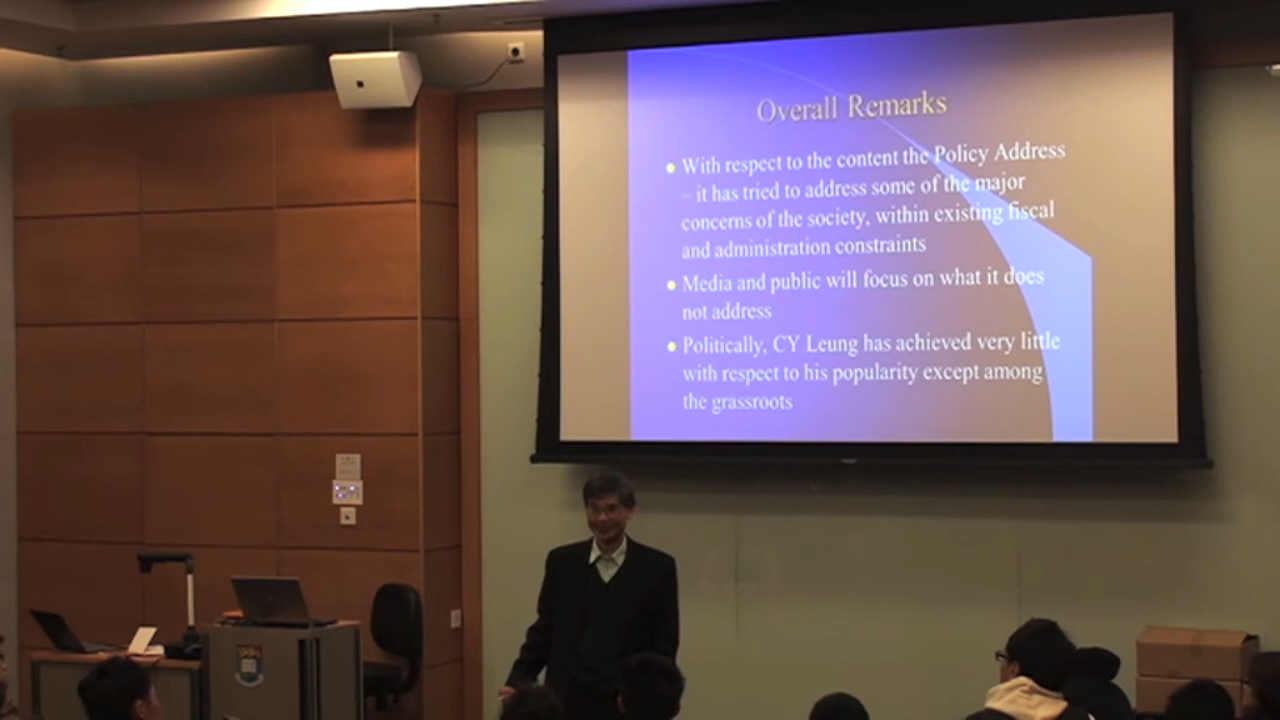 Overall Remarks
With respect to the content the Policy Address
– it has tried to address some of the major
concerns of the society, within existing fiscal
and administration constraints
Media and public will focus on what it does
not address
Politically, CY Leung has achieved very little
with respect to his popularity except among
the grassroots